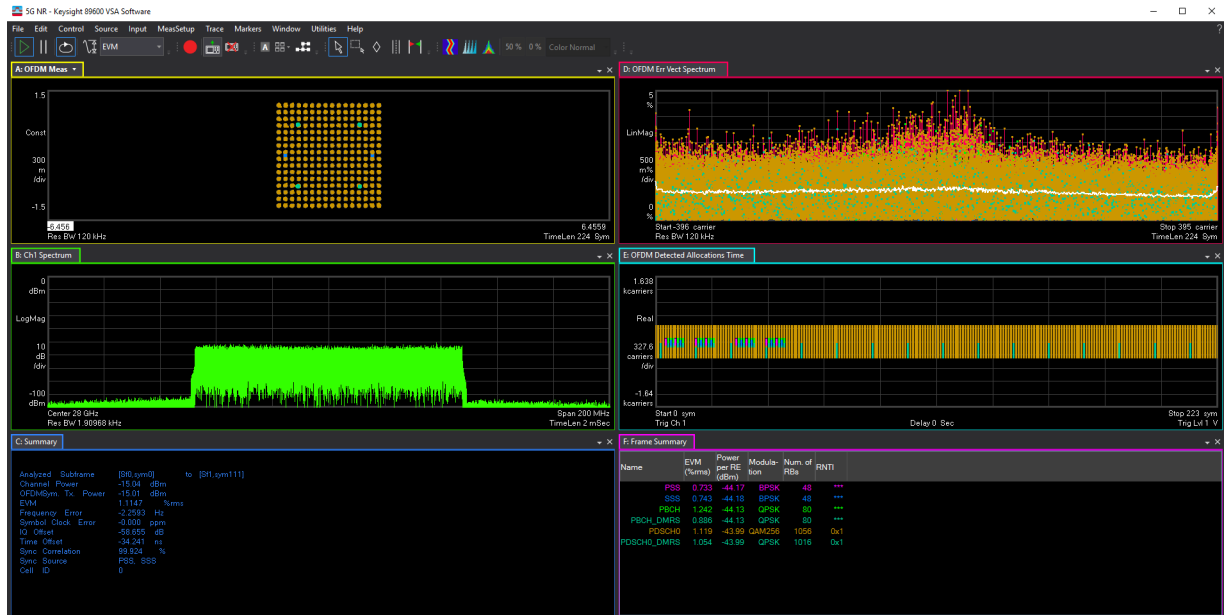 5G NR - Keysight 89600 VSA Software
File Edit Control Source Input MeasSetup Trace Markers Window Utilities Help
EVM
A
50 % 0 % Color Normal
A: OFDM Meas
1.5
Const
300
m
/div
-1.5
-6.456
6.4559
Res BW 120 kHz
TimeLen 224 Sym
D: OFDM Err Vect Spectrum
5
%
LinMag
500
m%
/div
0
%
Start -396 carrier
Stop 395 carrier
Res BW 120 kHz
TimeLen 224 Sym
B: Ch1 Spectrum
0
dBm
LogMag
10
dB
/div
-100
dBm
Center 28 GHz
Span 200 MHz
Res BW 1.90968 kHz
TimeLen 2 mSec
E: OFDM Detected Allocations Time
1.638
kcarriers
Real
327.6
carriers
/div
-1.64
kcarriers
Start 0 sym
Stop 223 sym
Trig Ch 1
Delay 0 Sec
Trig Lvl 1 V
C: Summary
Analyzed Subframe [Sf0,sym0] to [Sf1,sym111]
Channel Power -15.04 dBm
OFDMSym. Tx. Power -15.01 dBm
EVM 1.1147 %rms
Frequency Error -2.2593 Hz
Symbol Clock Error -0.000 ppm
IQ Offset -58.655 dB
Time Offset -34.241 ns
Sync Correlation 99.924 %
Sync Source PSS, SSS
Cell ID 0
F: Frame Summary
Name EVM (%rms) Power per RE (dBm) Modula-tion Num. of RBs RNTI
PSS 0.733 -44.17 BPSK 48 ***
SSS 0.743 -44.18 BPSK 48 ***
PBCH 1.242 -44.13 QPSK 80 ***
PBCH_DMRS 0.886 -44.13 QPSK 80 ***
PDSCH0 1.119 -43.99 QAM256 1056 0x1
PDSCH0_DMRS 1.054 -43.99 QPSK 1016 0x1